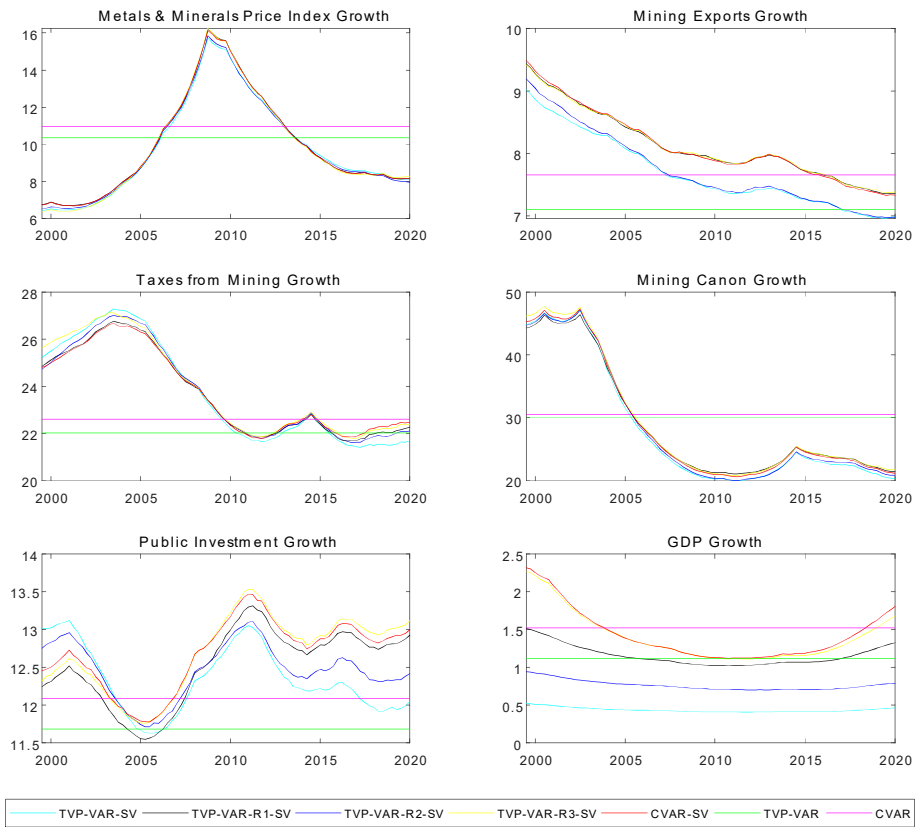 Metals & Minerals Price Index Growth
16
14
12
10
8
6
2000 2005 2010 2015 2020
Mining Exports Growth
10
9
8
7
2000 2005 2010 2015 2020
Taxes from Mining Growth
28
26
24
22
20
2000 2005 2010 2015 2020
Mining Canon Growth
50
40
30
20
2000 2005 2010 2015 2020
Public Investment Growth
14
13.5
13
12.5
12
11.5
2000 2005 2010 2015 2020
GDP Growth
2.5
2
1.5
1
0.5
0
2000 2005 2010 2015 2020
TVP-VAR-SV TVP-VAR-R1-SV TVP-VAR-R2-SV TVP-VAR-R3-SV CVAR-SV TVP-VAR CVAR